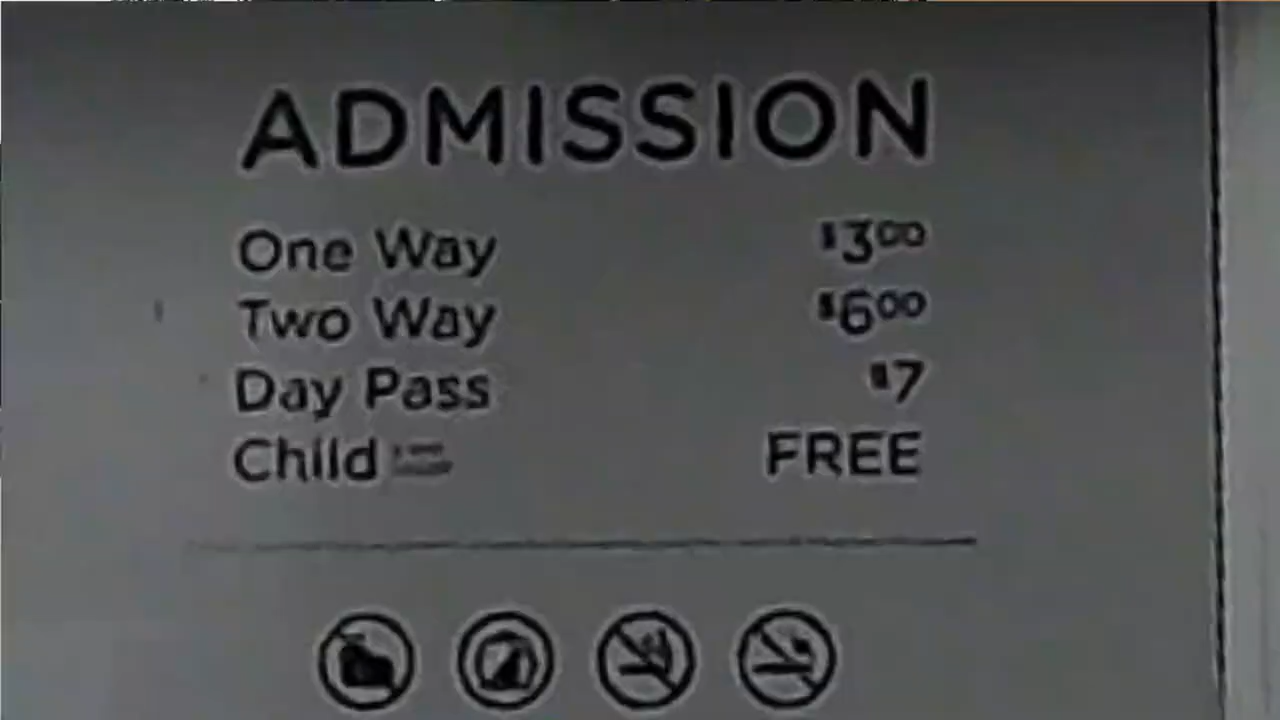 ADMISSION
One Way $3.00
Two Way $6.00
Day Pass $7
Child FREE